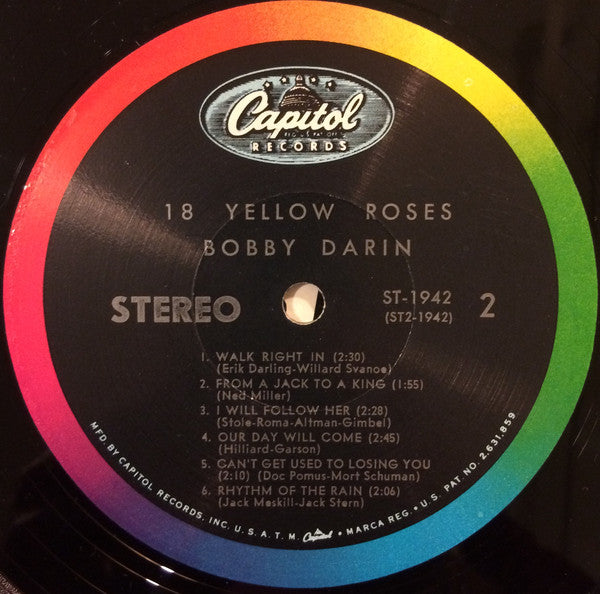 Capitol
RECORDS
18 YELLOW ROSES
BOBBY DARIN
STEREO
ST-1942
(ST2-1942)
2
1. WALK RIGHT IN (2:30)
(Erik Darling-Willard Svanoe)
2. FROM A JACK TO A KING (1:55)
(Ned Miller)
3. I WILL FOLLOW HER (2:28)
(Stole-Roma-Altman-Gimbel)
4. OUR DAY WILL COME (2:45)
(Hilliard-Garson)
5. CAN'T GET USED TO LOSING YOU
(2:10) (Doc Pomus-Mort Schuman)
6. RHYTHM OF THE RAIN (2:06)
(Jack Meskill-Jack Stern)
MFD. BY CAPITOL RECORDS, INC. U.S.A. T.M. Capitol MARCA REG. • U.S. PAT. NO. 2,631,859